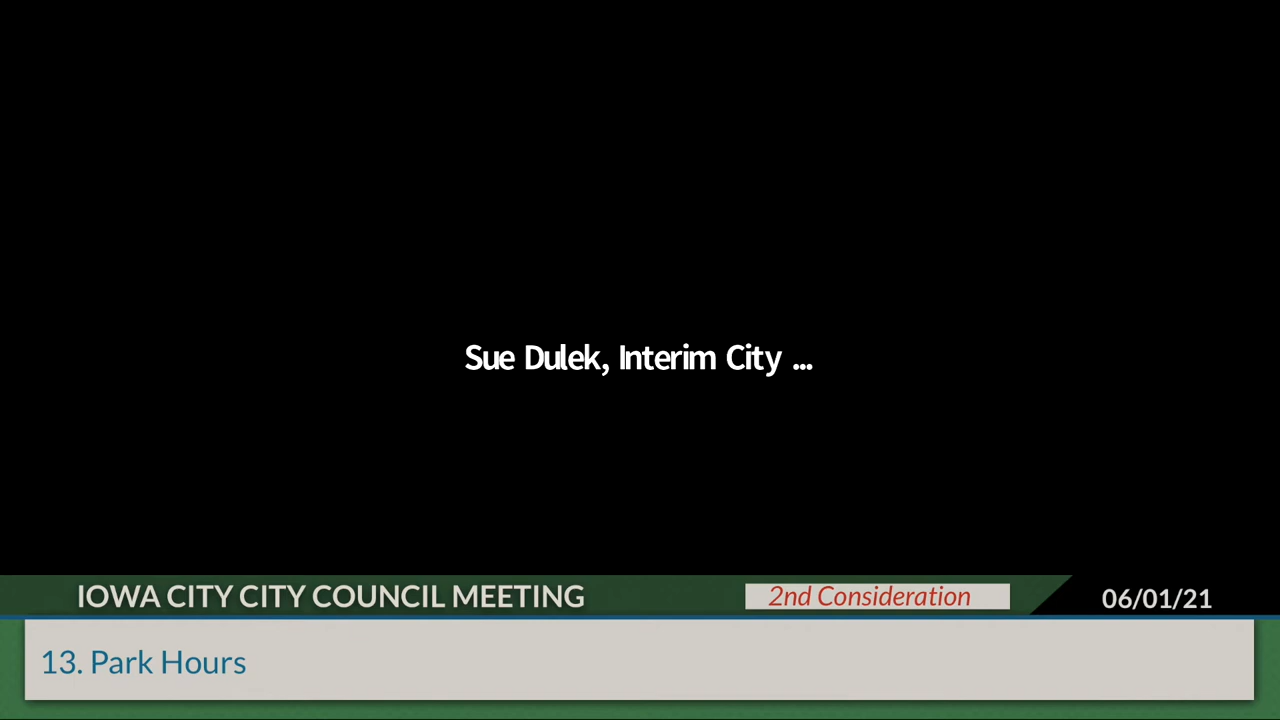 Sue Dulek, Interim City ...
IOWA CITY CITY COUNCIL MEETING
2nd Consideration
06/01/21
13. Park Hours